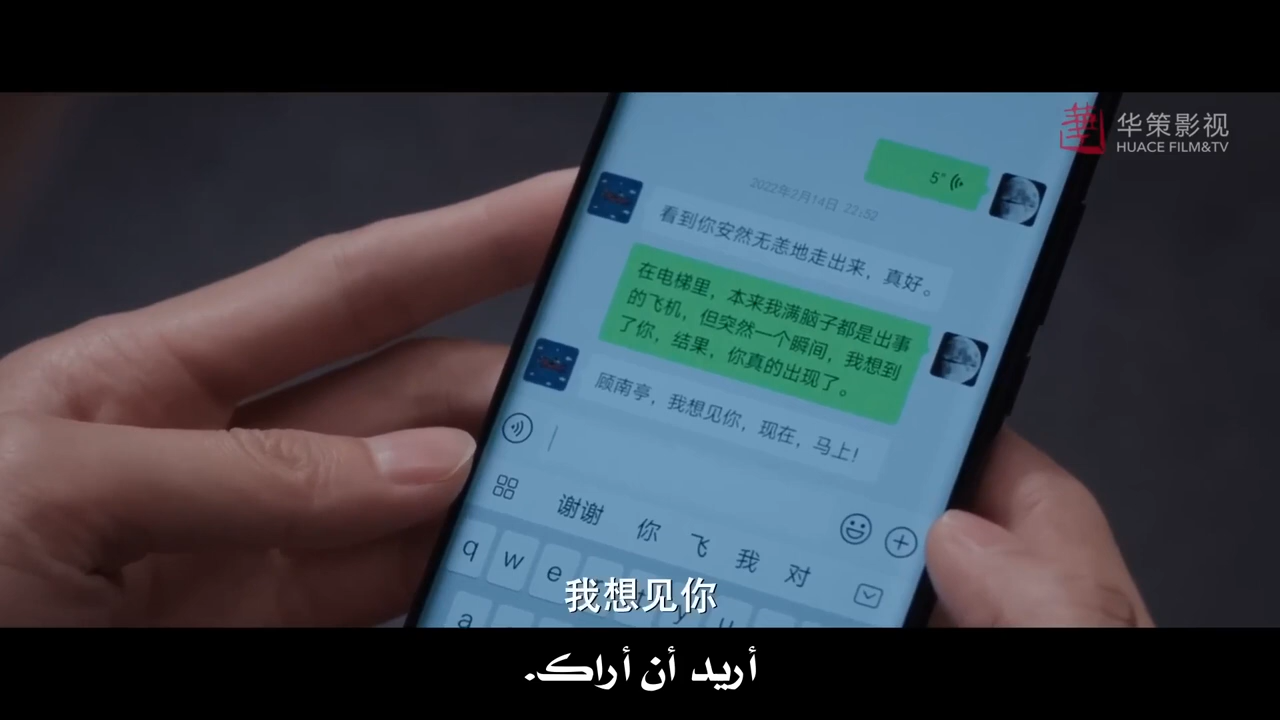 华策影视
HUACE FILM&TV
5"
2022年2月14日 22:52
看到你安然无恙地走出来，真好。
在电梯里，本来我满脑子都是出事
的飞机，但突然一个瞬间，我想到
了你，结果，你真的出现了。
顾南亭，我想见你，现在，马上！
谢谢 你 飞 我 对
q w e t y u
a
我想见你
أريد أن أراك.